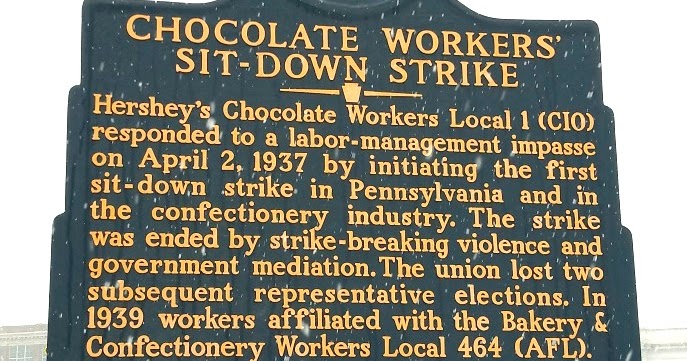 CHOCOLATE WORKERS'
SIT-DOWN STRIKE
Hershey's Chocolate Workers Local 1 (CIO)
responded to a labor-management impasse
on April 2, 1937 by initiating the first
sit-down strike in Pennsylvania and in
the confectionery industry. The strike
was ended by strike-breaking violence and
government mediation. The union lost two
subsequent representative elections. In
1939 workers affiliated with the Bakery &
Confectionery Workers Local 464 (AFL).